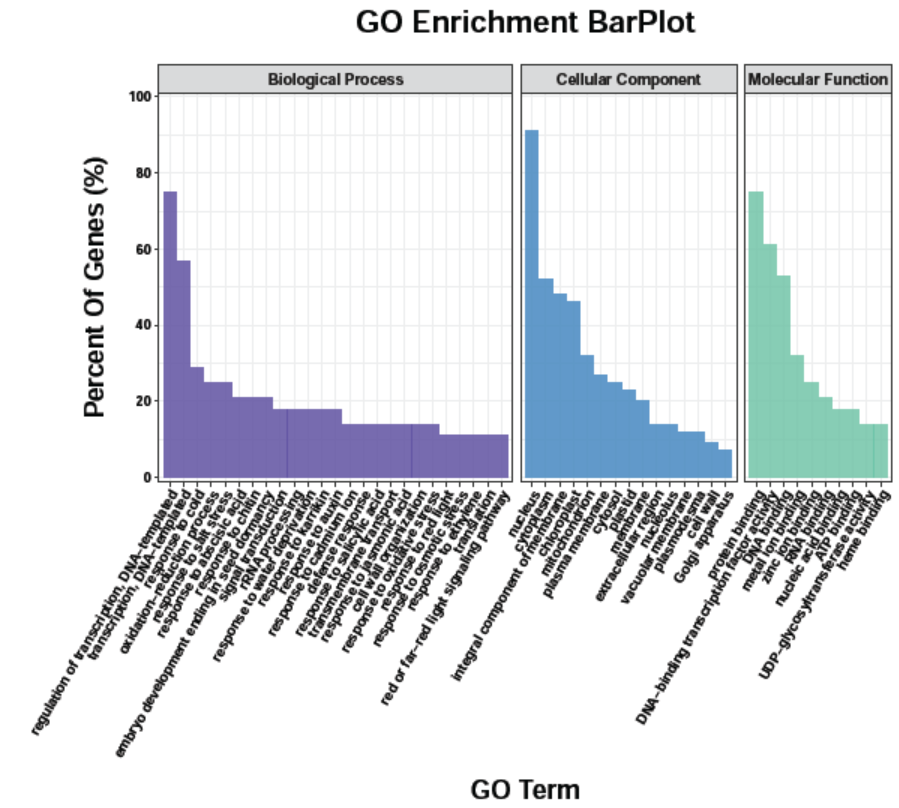 GO Enrichment BarPlot
Biological Process
Cellular Component
Molecular Function
Percent Of Genes (%)
100
80
60
40
20
0
regulation of transcription, DNA-templated
transcription, DNA-templated
response to cold
oxidation-reduction process
response to salt stress
response to abscisic acid
response to chitin
embryo development ending in seed dormancy
signal transduction
rRNA processing
response to water deprivation
response to karrikin
response to auxin
response to cadmium ion
defense response
response to salicylic acid
transmembrane transport
response to jasmonic acid
cell wall organization
response to oxidative stress
response to red light
response to osmotic stress
response to ethylene
translation
red or far-red light signaling pathway
nucleus
cytoplasm
integral component of membrane
chloroplast
mitochondrion
plasma membrane
cytosol
plastid
membrane
extracellular region
nucleolus
vacuolar membrane
plasmodesma
cell wall
Golgi apparatus
protein binding
DNA-binding transcription factor activity
DNA binding
metal ion binding
zinc ion binding
RNA binding
nucleic acid binding
ATP binding
UDP-glycosyltransferase activity
heme binding
GO Term